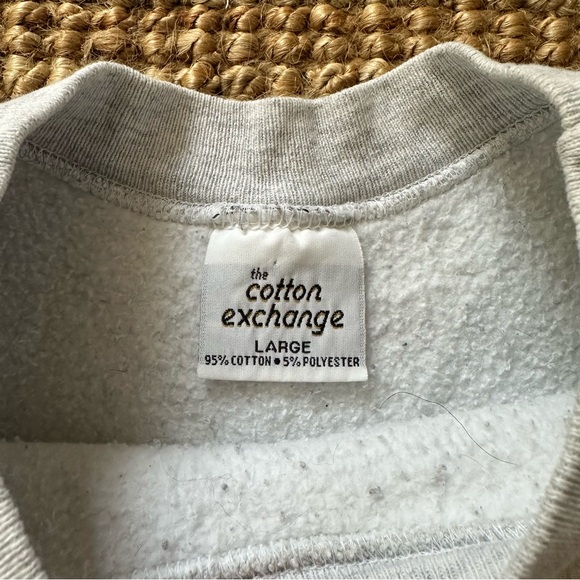 the
cotton
exchange
LARGE
95% COTTON • 5% POLYESTER